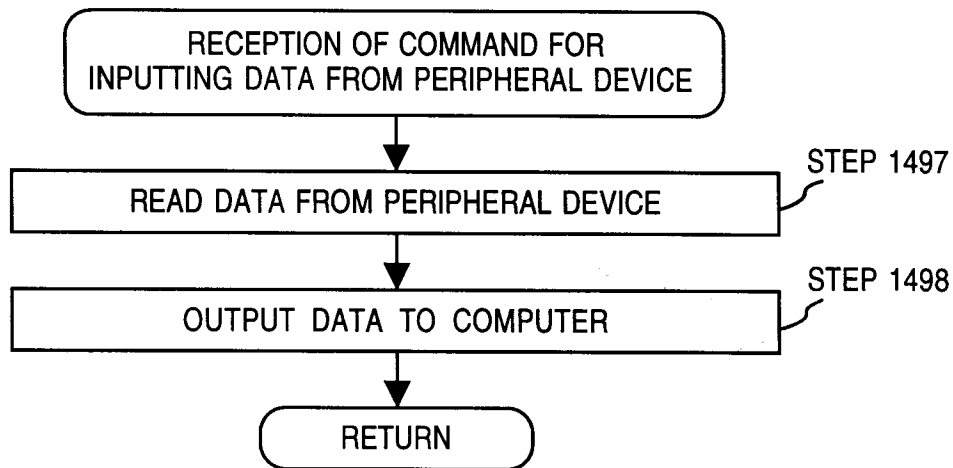 RECEPTION OF COMMAND FOR
INPUTTING DATA FROM PERIPHERAL DEVICE
STEP 1497
READ DATA FROM PERIPHERAL DEVICE
STEP 1498
OUTPUT DATA TO COMPUTER
RETURN